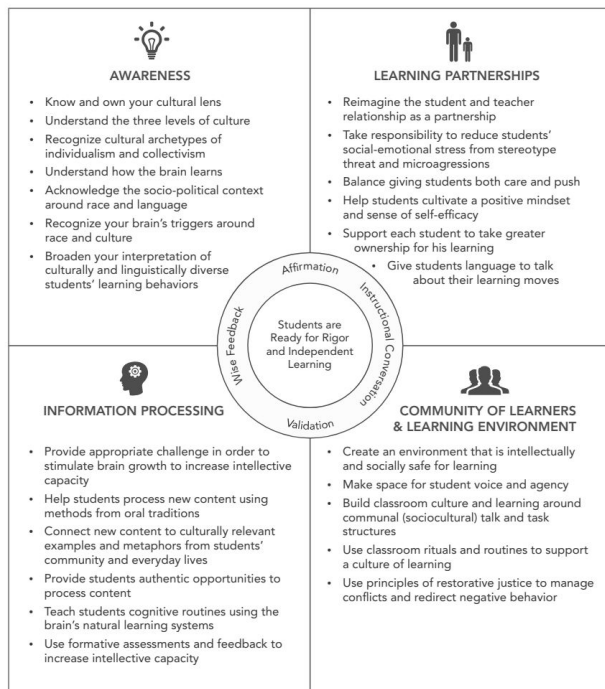 AWARENESS
• Know and own your cultural lens
• Understand the three levels of culture
• Recognize cultural archetypes of
individualism and collectivism
• Understand how the brain learns
• Acknowledge the socio-political context
around race and language
• Recognize your brain's triggers around
race and culture
• Broaden your interpretation of
culturally and linguistically diverse
students' learning behaviors
LEARNING PARTNERSHIPS
• Reimagine the student and teacher
relationship as a partnership
• Take responsibility to reduce students'
social-emotional stress from stereotype
threat and microagressions
• Balance giving students both care and push
• Help students cultivate a positive mindset
and sense of self-efficacy
• Support each student to take greater
ownership for his learning
• Give students language to talk
about their learning moves
Affirmation
Instructional Conversation
Validation
Wise Feedback
Students are
Ready for Rigor
and Independent
Learning
INFORMATION PROCESSING
• Provide appropriate challenge in order to
stimulate brain growth to increase intellective
capacity
• Help students process new content using
methods from oral traditions
• Connect new content to culturally relevant
examples and metaphors from students'
community and everyday lives
• Provide students authentic opportunities to
process content
• Teach students cognitive routines using the
brain's natural learning systems
• Use formative assessments and feedback to
increase intellective capacity
COMMUNITY OF LEARNERS
& LEARNING ENVIRONMENT
• Create an environment that is intellectually
and socially safe for learning
• Make space for student voice and agency
• Build classroom culture and learning around
communal (sociocultural) talk and task
structures
• Use classroom rituals and routines to support
a culture of learning
• Use principles of restorative justice to manage
conflicts and redirect negative behavior